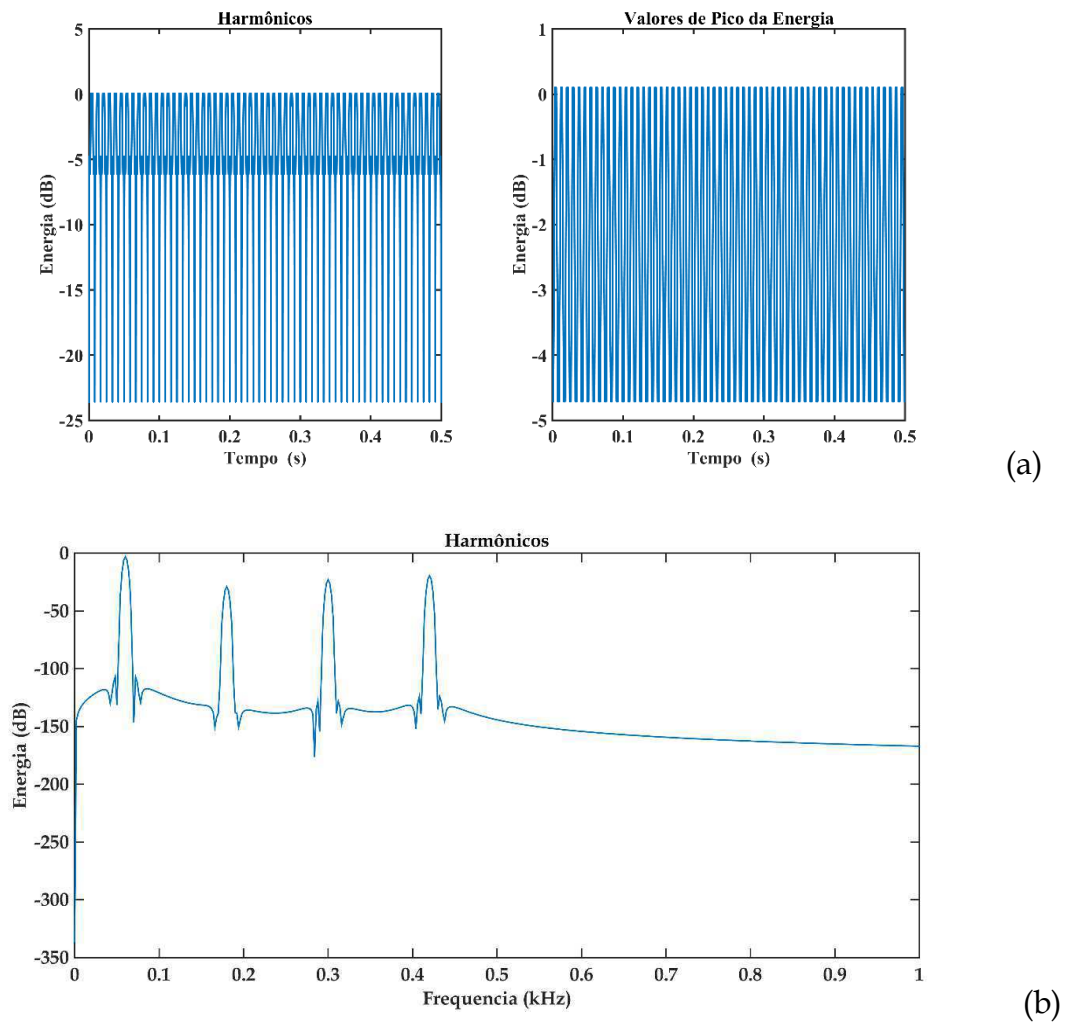 Harmônicos
5
0
-5
-10
-15
-20
-25
Energia (dB)
0 0.1 0.2 0.3 0.4 0.5
Tempo (s)
Valores de Pico da Energia
1
0
-1
-2
-3
-4
-5
Energia (dB)
0 0.1 0.2 0.3 0.4 0.5
Tempo (s)
(a)
Harmônicos
0
-50
-100
-150
-200
-250
-300
-350
Energia (dB)
0 0.1 0.2 0.3 0.4 0.5 0.6 0.7 0.8 0.9 1
Frequencia (kHz)
(b)